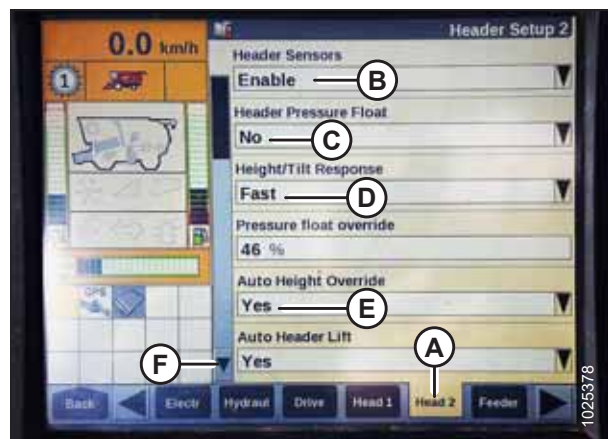 0.0 km/h
Header Setup 2
1
Header Sensors
Enable
B
Header Pressure Float
No
C
Height/Tilt Response
Fast
D
Pressure float override
46 %
Auto Height Override
Yes
E
Auto Header Lift
Yes
F
A
GPS
Back
Electr
Hydraul
Drive
Head 1
Head 2
Feeder
1025378